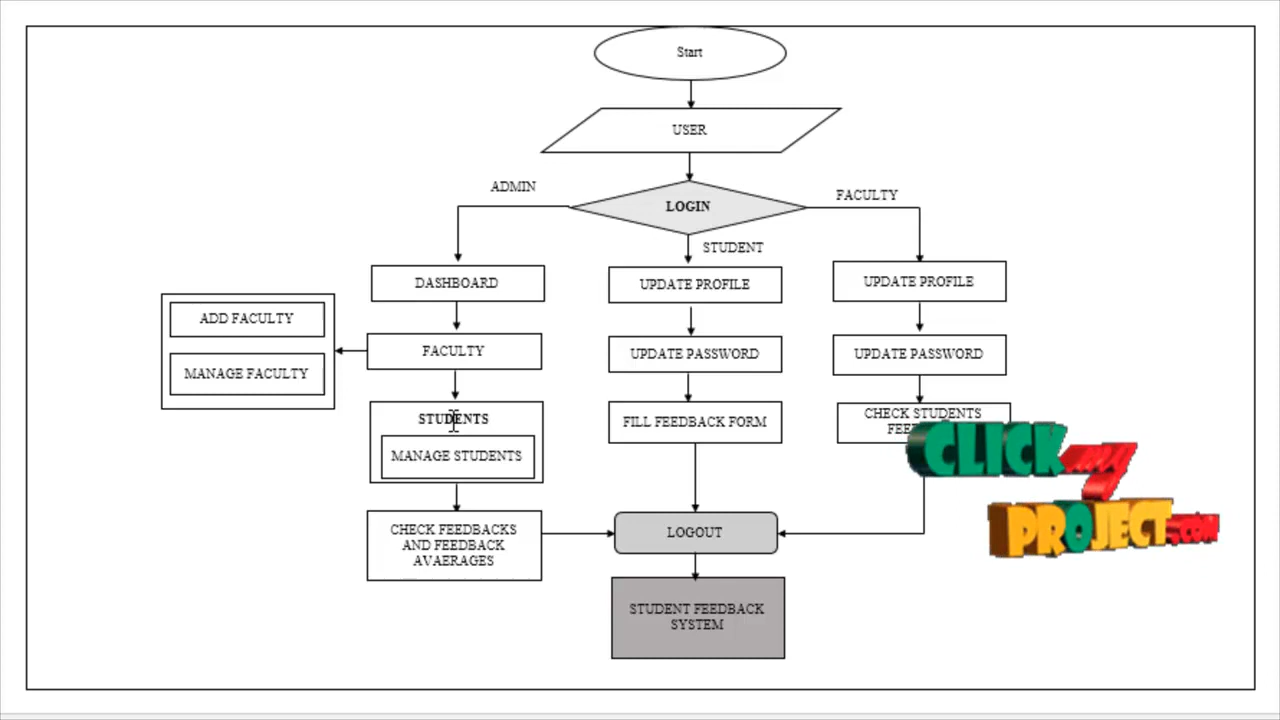 Start
USER
ADMIN
LOGIN
FACULTY
STUDENT
DASHBOARD
UPDATE PROFILE
UPDATE PROFILE
ADD FACULTY
MANAGE FACULTY
FACULTY
UPDATE PASSWORD
UPDATE PASSWORD
STUDENTS
MANAGE STUDENTS
FILL FEEDBACK FORM
CHECK STUDENTS
CHECK FEEDBACKS
AND FEEDBACK
AVAERAGES
LOGOUT
STUDENT FEEDBACK
SYSTEM
CLICK my
PROJECT.COM